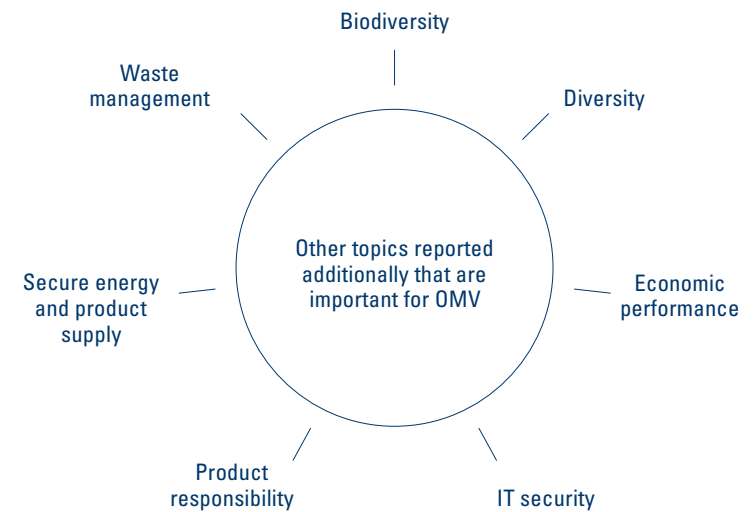 Biodiversity
Waste
management
Diversity
Other topics reported
additionally that are
important for OMV
Secure energy
and product
supply
Economic
performance
Product
responsibility
IT security